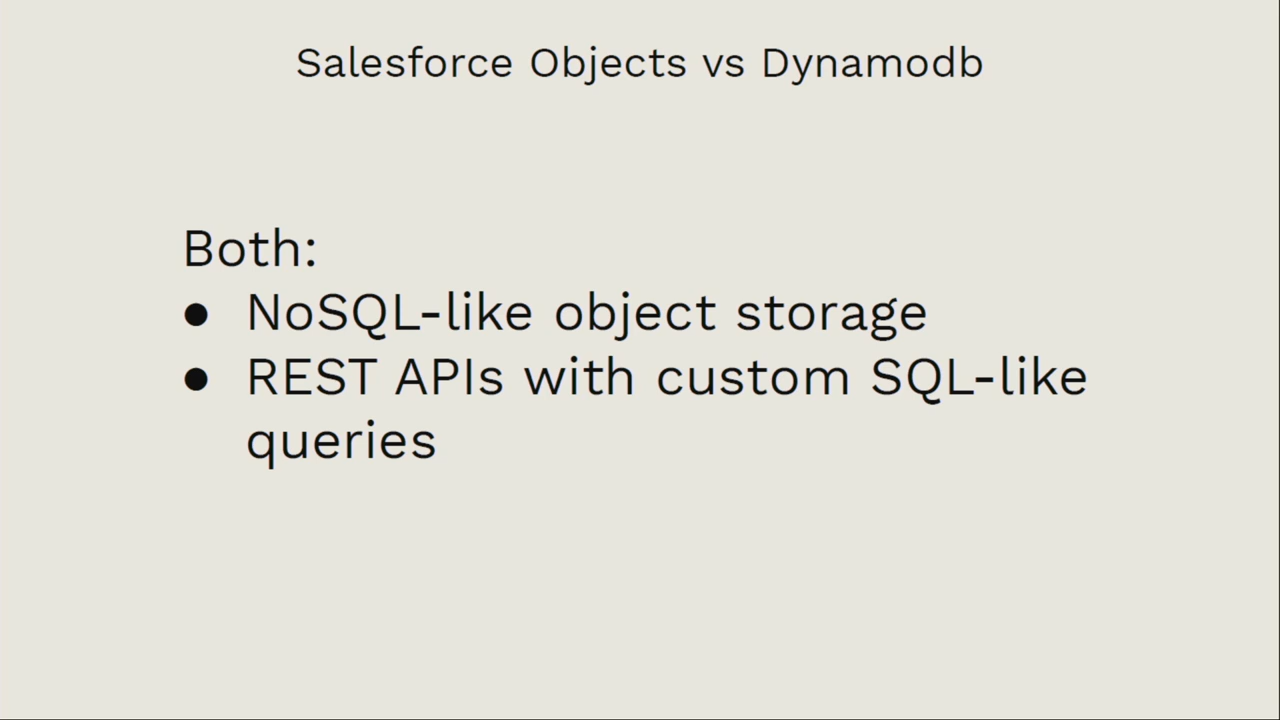 Salesforce Objects vs Dynamodb
Both:
● NoSQL-like object storage
● REST APIs with custom SQL-like
queries